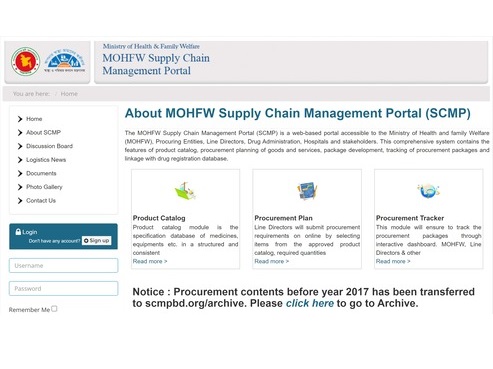 Ministry of Health & Family Welfare
MOHFW Supply Chain
Management Portal
You are here: / Home
Home
About SCMP
Discussion Board
Logistics News
Documents
Photo Gallery
Contact Us
Login
Don't have any account? Sign up
Username
Password
Remember Me
About MOHFW Supply Chain Management Portal (SCMP)
The MOHFW Supply Chain Management Portal (SCMP) is a web-based portal accessible to the Ministry of Health and family Welfare
(MOHFW), Procuring Entities, Line Directors, Drug Administration, Hospitals and stakeholders. This comprehensive system contains the
features of product catalog, procurement planning of goods and services, package development, tracking of procurement packages and
linkage with drug registration database.
Product Catalog
Product catalog module is the
specification database of medicines,
equipments etc. in a structured and
consistent
Read more >
Procurement Plan
Line Directors will submit procurement
requirements on online by selecting
items from the approved product
catalog, required quantities
Read more >
Procurement Tracker
This module will ensure to track the
procurement packages through
interactive dashboard. MOHFW, Line
Directors & other
Read more >
Notice : Procurement contents before year 2017 has been transferred
to scmpbd.org/archive. Please click here to go to Archive.